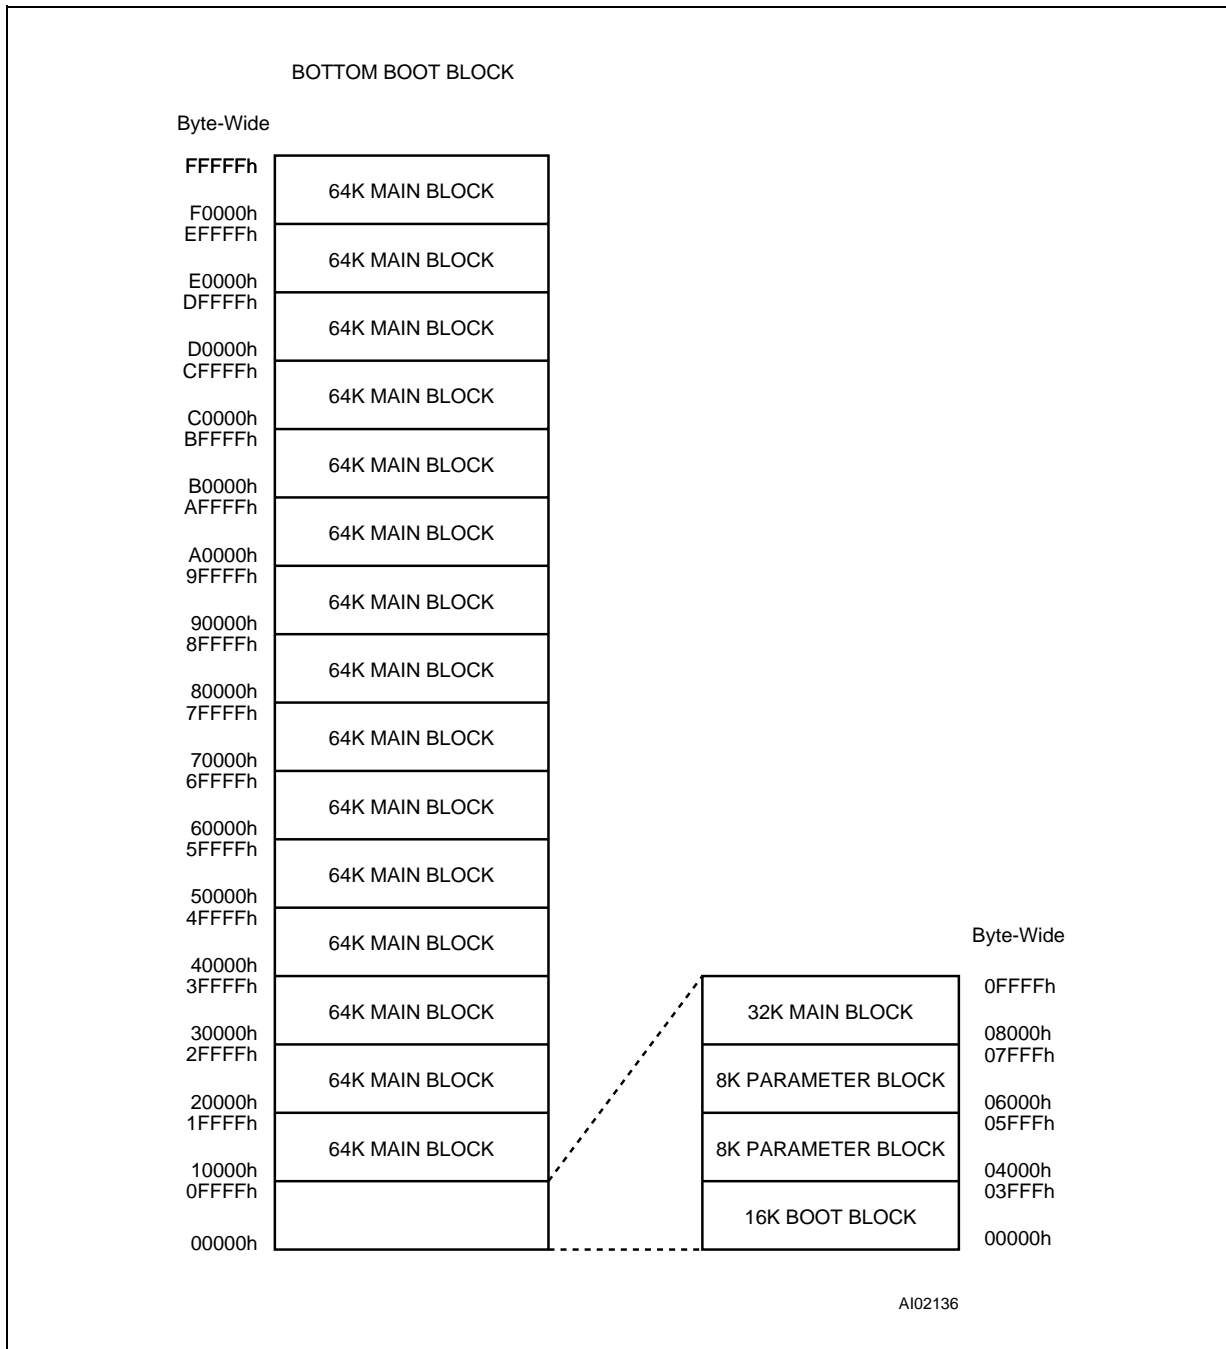 BOTTOM BOOT BLOCK
Byte-Wide
FFFFFh
64K MAIN BLOCK
F0000h
EFFFFh
64K MAIN BLOCK
E0000h
DFFFFh
64K MAIN BLOCK
D0000h
CFFFFh
64K MAIN BLOCK
C0000h
BFFFFh
64K MAIN BLOCK
B0000h
AFFFFh
64K MAIN BLOCK
A0000h
9FFFFh
64K MAIN BLOCK
90000h
8FFFFh
64K MAIN BLOCK
80000h
7FFFFh
64K MAIN BLOCK
70000h
6FFFFh
64K MAIN BLOCK
60000h
5FFFFh
64K MAIN BLOCK
50000h
4FFFFh
64K MAIN BLOCK
40000h
3FFFFh
64K MAIN BLOCK
30000h
2FFFFh
64K MAIN BLOCK
20000h
1FFFFh
64K MAIN BLOCK
10000h
0FFFFh
00000h
Byte-Wide
0FFFFh
32K MAIN BLOCK
08000h
07FFFh
8K PARAMETER BLOCK
06000h
05FFFh
8K PARAMETER BLOCK
04000h
03FFFh
16K BOOT BLOCK
00000h
AI02136